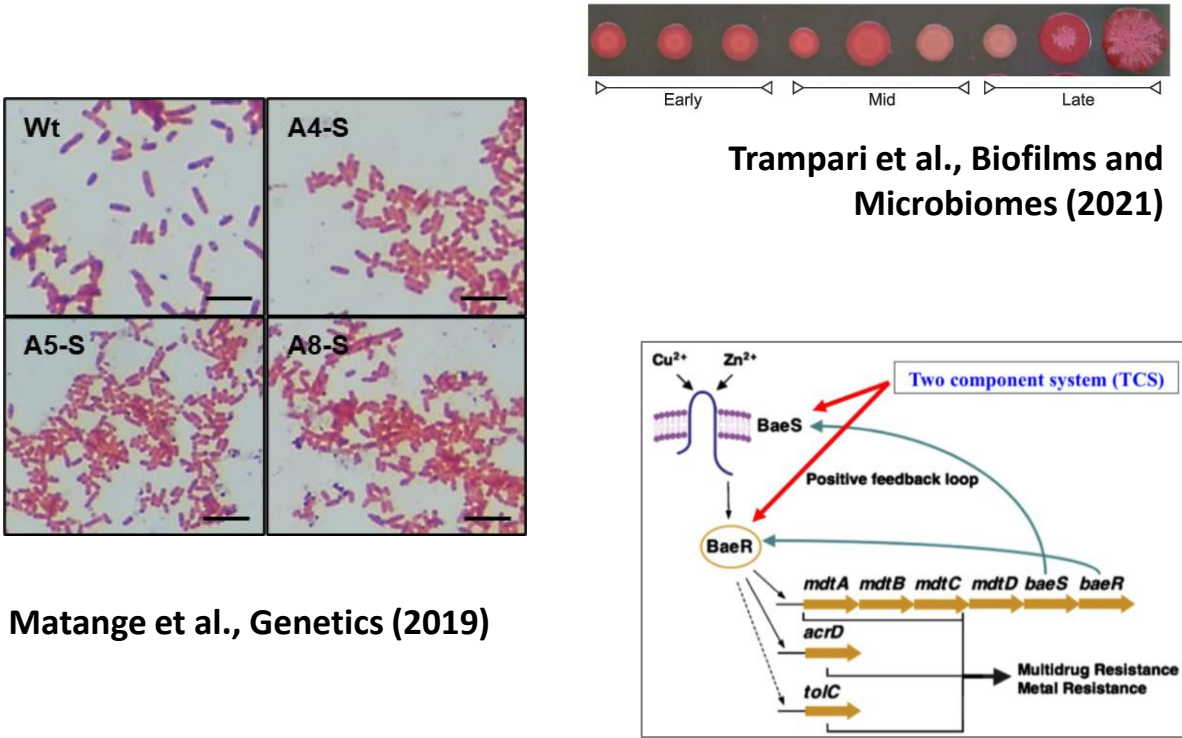 Early
Mid
Late
Trampari et al., Biofilms and
Microbiomes (2021)
Wt
A4-S
A5-S
A8-S
Matange et al., Genetics (2019)
Cu²⁺
Zn²⁺
Two component system (TCS)
BaeS
Positive feedback loop
BaeR
mdtA mdtB mdtC mdtD baeS baeR
acrD
tolC
Multidrug Resistance
Metal Resistance